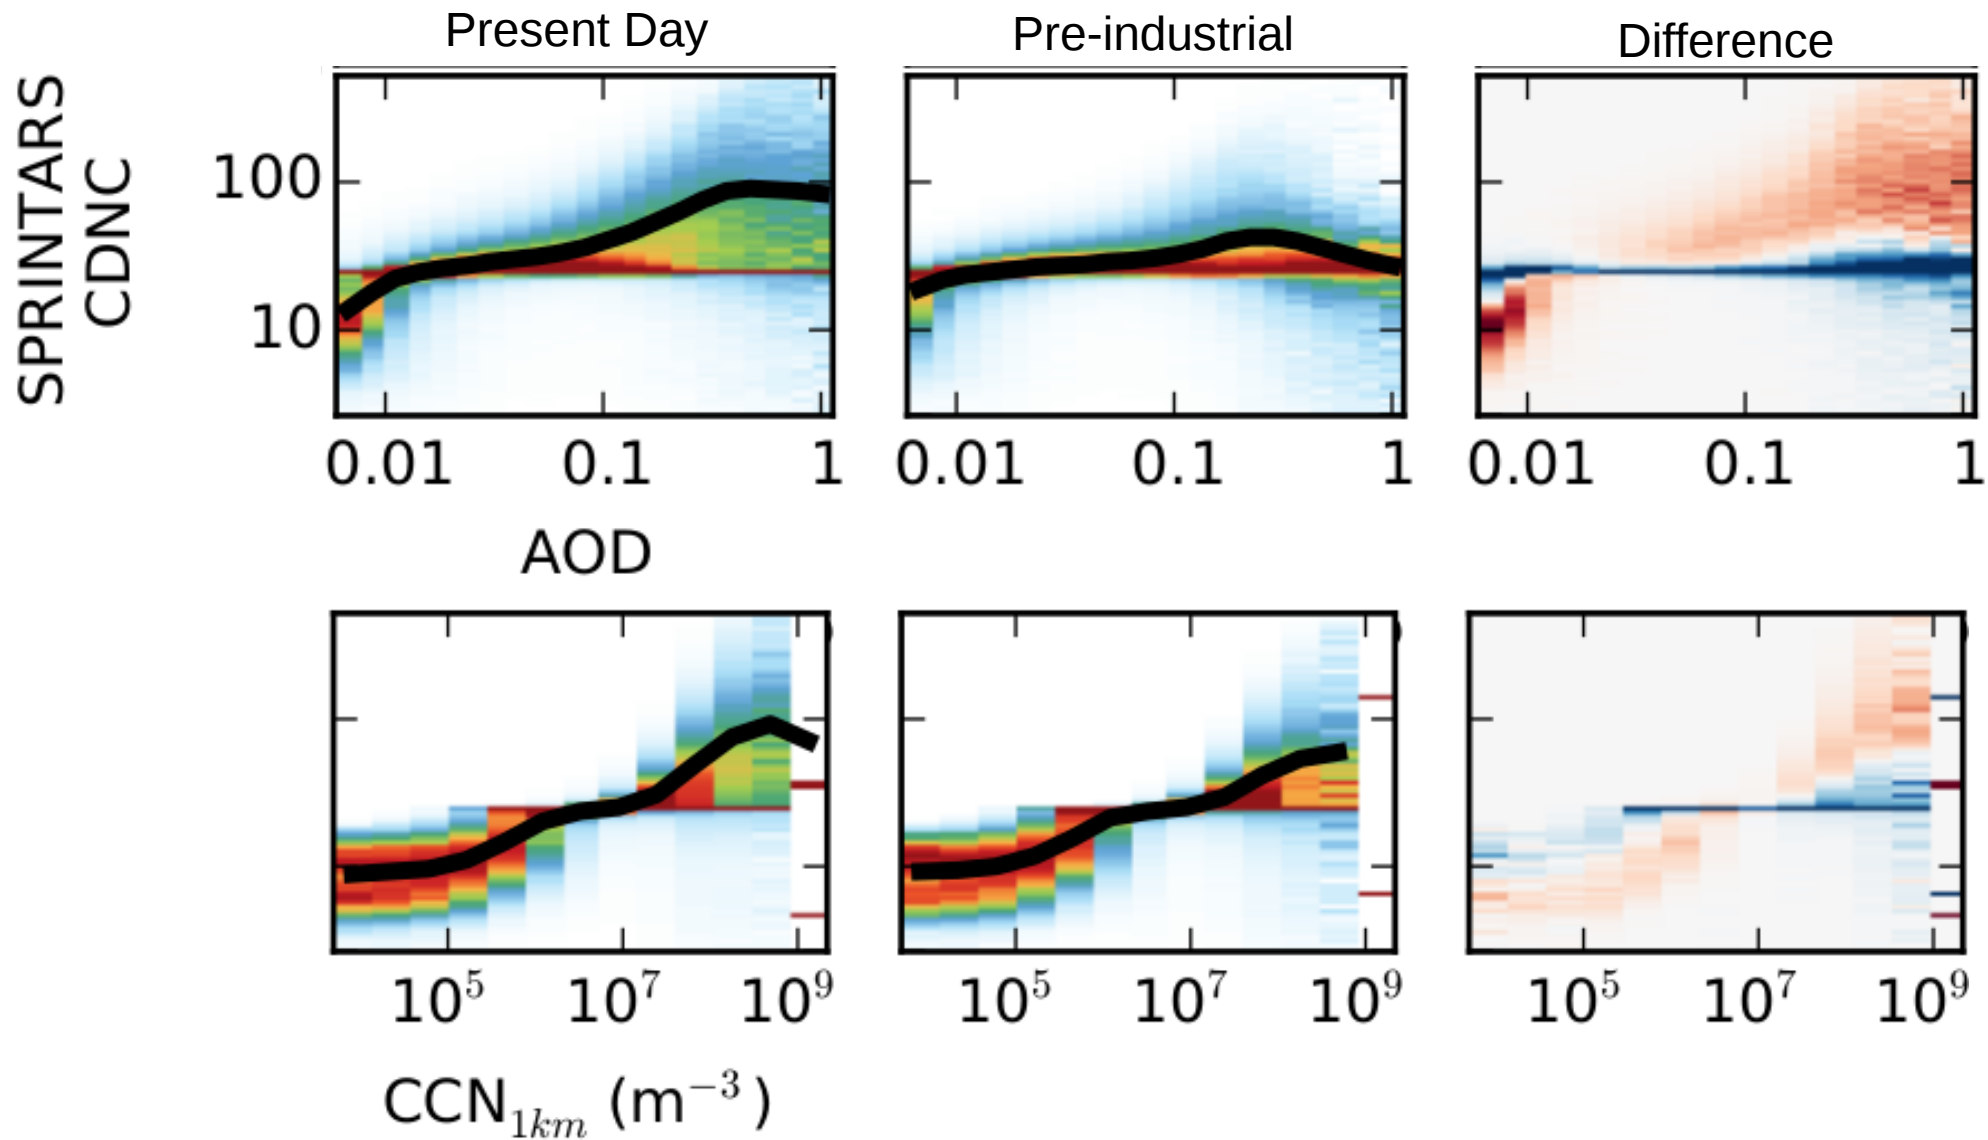 Present Day Pre-industrial Difference
SPRINTARS
CDNC
100
10
0.01 0.1 1 0.01 0.1 1 0.01 0.1 1
AOD
10⁵ 10⁷ 10⁹ 10⁵ 10⁷ 10⁹ 10⁵ 10⁷ 10⁹
CCN₁ₖₘ (m⁻³)